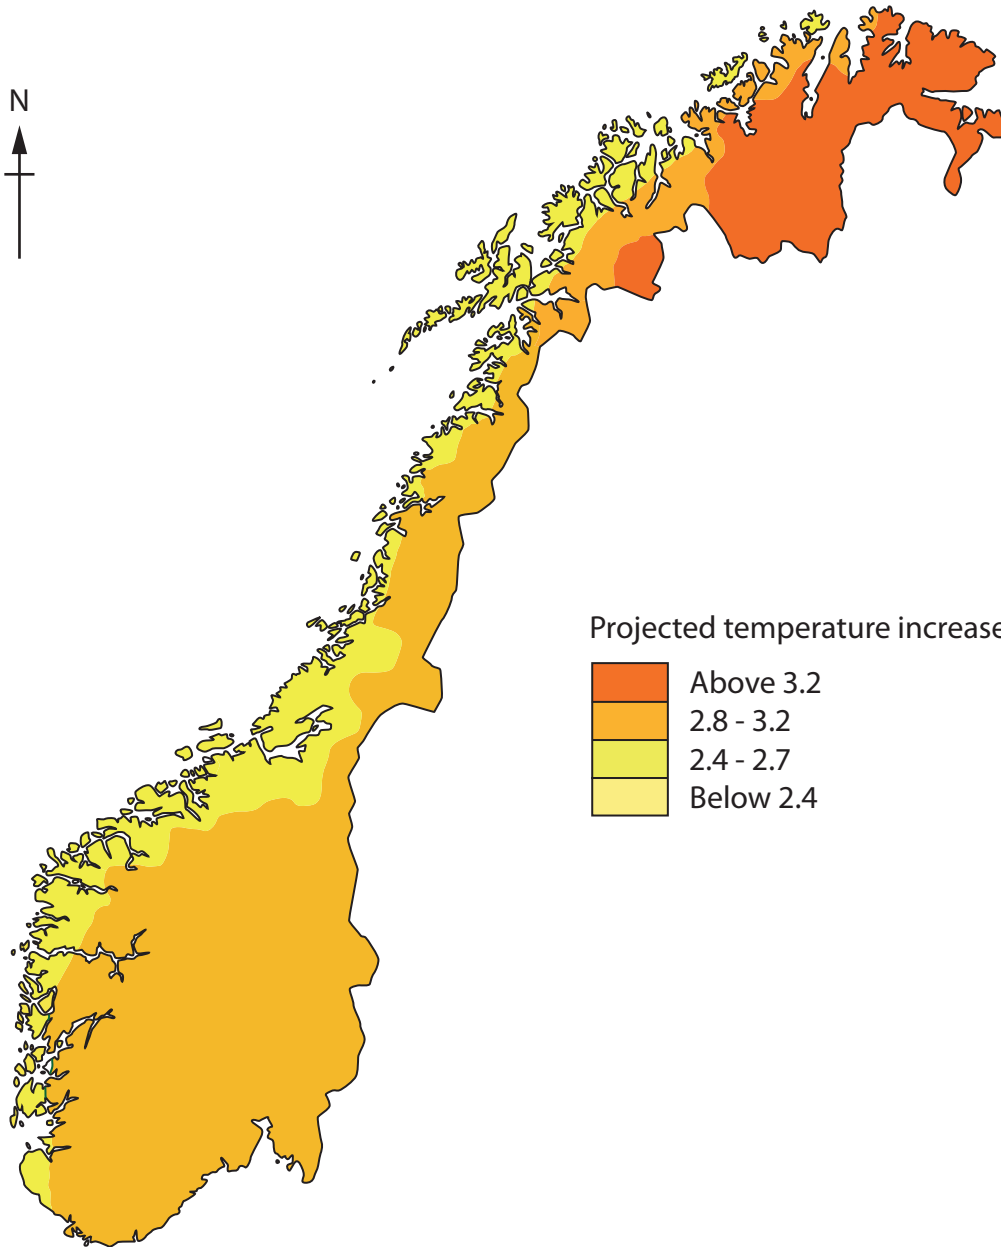 N
Projected temperature increase
Above 3.2
2.8 - 3.2
2.4 - 2.7
Below 2.4